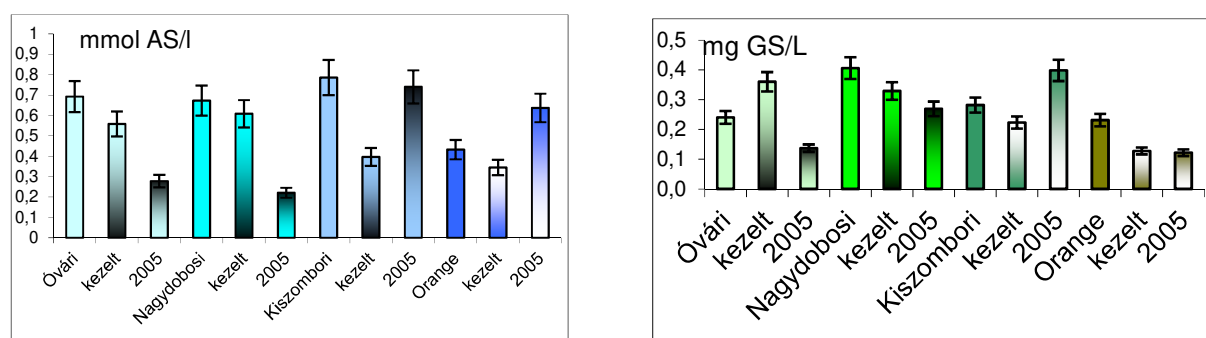 mmol AS/l
1
0,9
0,8
0,7
0,6
0,5
0,4
0,3
0,2
0,1
0
Óvári
kezelt
2005
Nagydobosi
kezelt
2005
Kiszombori
kezelt
2005
Orange
kezelt
2005
mg GS/L
0,5
0,4
0,3
0,2
0,1
0,0
Óvári
kezelt
2005
Nagydobosi
kezelt
2005
Kiszombori
kezelt
2005
Orange
kezelt
2005